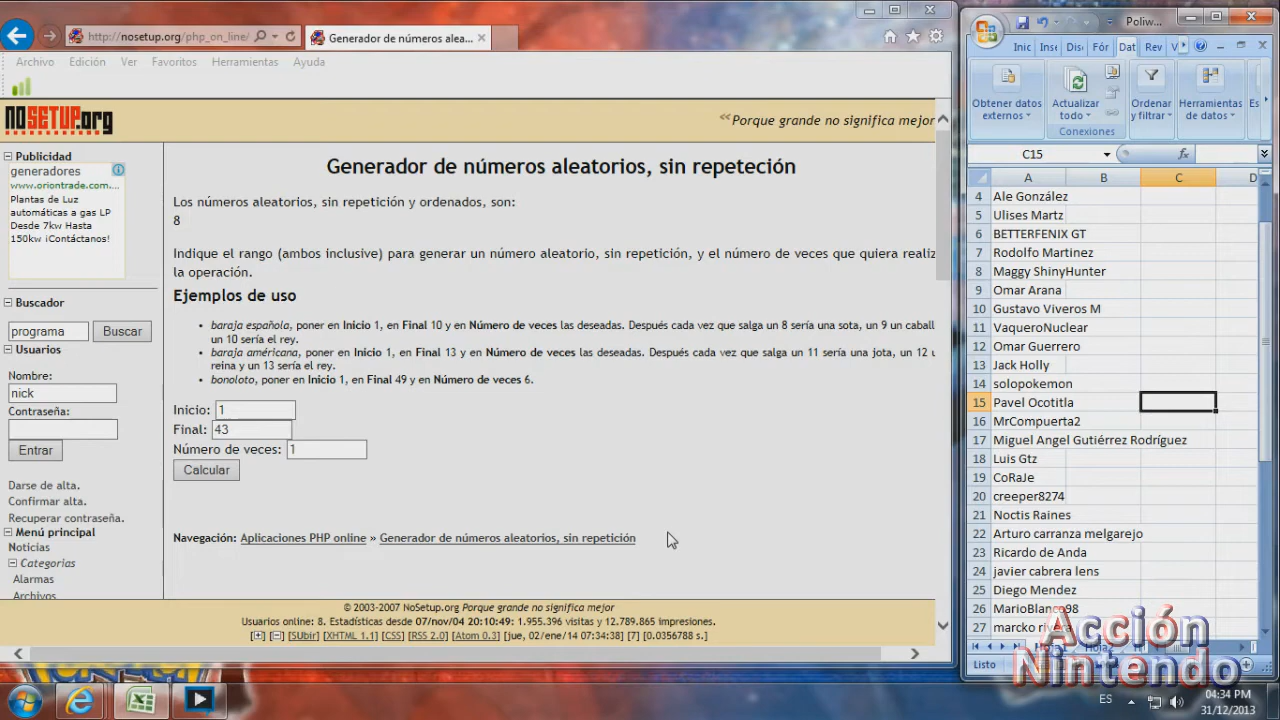 http://nosetup.org/php_on_line/
Generador de números alea...
Poliw...
Archivo Edición Ver Favoritos Herramientas Ayuda
Inic Inse Dis Fór Dat Rev V
Obtener datos externos
Actualizar todo
Ordenar y filtrar
Herramientas de datos
Es
Conexiones
NOSETUP.org
Porque grande no significa mejor
C15
fx
A B C D
Publicidad
generadores
www.oriontrade.com....
Plantas de Luz
automáticas a gas LP
Desde 7kw Hasta
150kw ¡Contáctanos!
Buscador
programa Buscar
Usuarios
Nombre:
nick
Contraseña:
Entrar
Darse de alta.
Confirmar alta.
Recuperar contraseña.
Menú principal
Noticias
Categorias
Alarmas
Archivos
Generador de números aleatorios, sin repeteción
Los números aleatorios, sin repetición y ordenados, son:
8
Indique el rango (ambos inclusive) para generar un número aleatorio, sin repetición, y el número de veces que quiera realiz
la operación.
Ejemplos de uso
baraja española, poner en Inicio 1, en Final 10 y en Número de veces las deseadas. Después cada vez que salga un 8 sería una sota, un 9 un caball
un 10 sería el rey.
baraja américana, poner en Inicio 1, en Final 13 y en Número de veces las deseadas. Después cada vez que salga un 11 sería una jota, un 12 u
reina y un 13 sería el rey.
bonoloto, poner en Inicio 1, en Final 49 y en Número de veces 6.
Inicio: 1
Final: 43
Número de veces: 1
Calcular
Navegación: Aplicaciones PHP online » Generador de números aleatorios, sin repetición
© 2003-2007 NoSetup.org Porque grande no significa mejor
Usuarios online: 8. Estadísticas desde 07/nov/04 20:10:49: 1.955.396 visitas y 12.789.865 impresiones.
[+] [−] [SUbir] [XHTML 1.1] [CSS] [RSS 2.0] [Atom 0.3] [jue, 02/ene/14 07:34:38] [7] [0.0356788 s.]
4 Ale González
5 Ulises Martz
6 BETTERFENIX GT
7 Rodolfo Martinez
8 Maggy ShinyHunter
9 Omar Arana
10 Gustavo Viveros M
11 VaqueroNuclear
12 Omar Guerrero
13 Jack Holly
14 solopokemon
15 Pavel Ocotitla
16 MrCompuerta2
17 Miguel Angel Gutiérrez Rodríguez
18 Luis Gtz
19 CoRaJe
20 creeper8274
21 Noctis Raines
22 Arturo carranza melgarejo
23 Ricardo de Anda
24 javier cabrera lens
25 Diego Mendez
26 MarioBlanco98
27 marcko rivera
Hoja1 Hoja2 H
Listo
Acción
Nintendo
ES
04:34 PM
31/12/2013